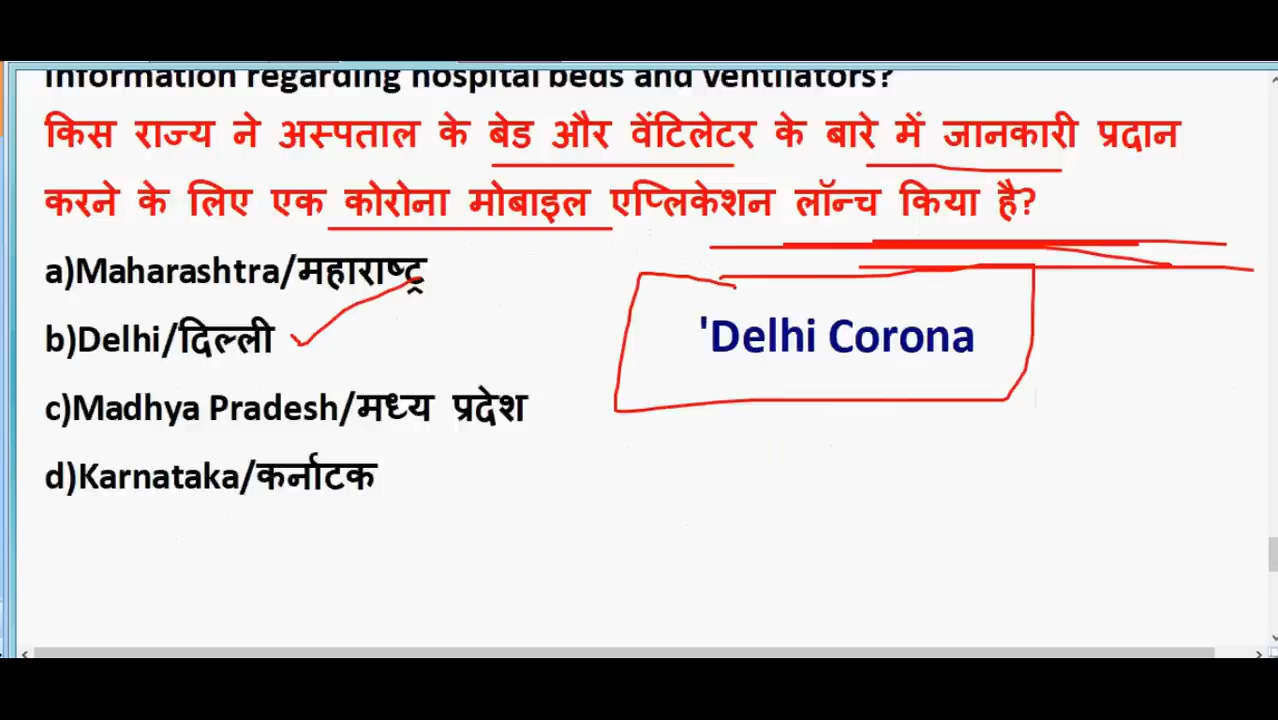 Information regarding hospital beds and ventilators?
किस राज्य ने अस्पताल के बेड और वेंटिलेटर के बारे में जानकारी प्रदान
करने के लिए एक कोरोना मोबाइल एप्लिकेशन लॉन्च किया है?
a)Maharashtra/महाराष्ट्र
b)Delhi/दिल्ली
'Delhi Corona
c)Madhya Pradesh/मध्य प्रदेश
d)Karnataka/कर्नाटक